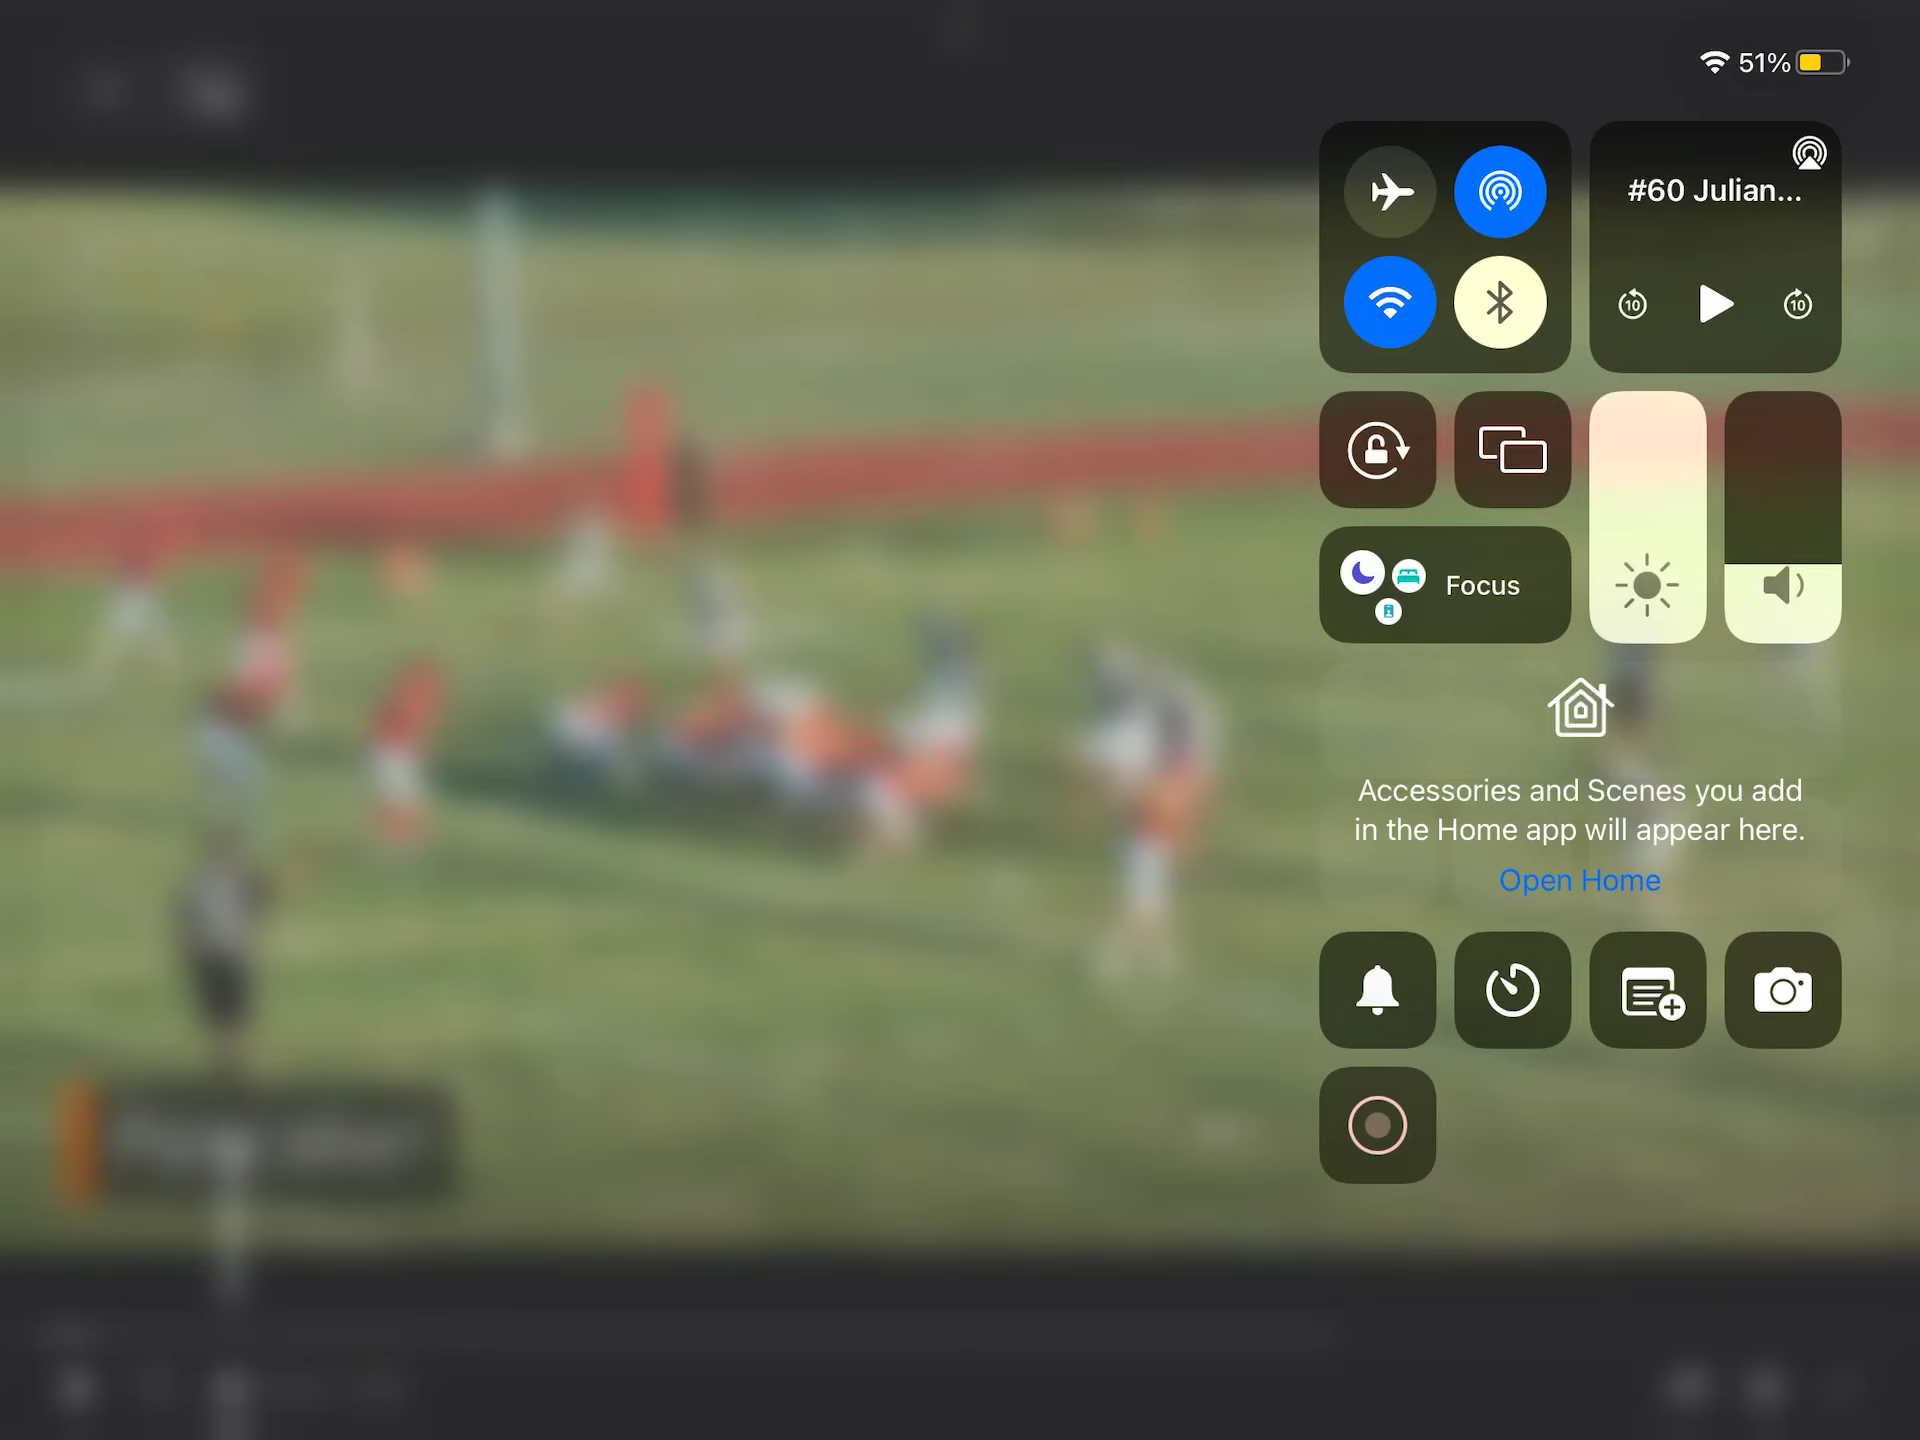 51%
#60 Julian...
10
10
Focus
Accessories and Scenes you add
in the Home app will appear here.
Open Home